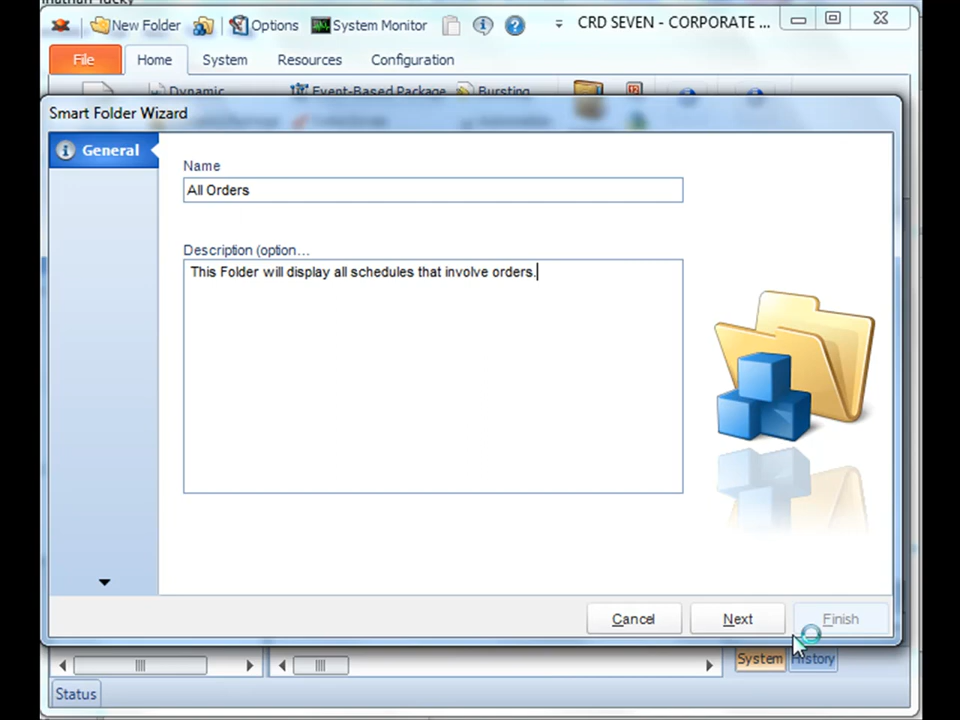 New Folder Options System Monitor CRD SEVEN - CORPORATE ...
File Home System Resources Configuration
Dynamic Event-Based Package Bursting
Smart Folder Wizard
General
Name
All Orders
Description (option...
This Folder will display all schedules that involve orders.
Cancel Next Finish
System History
Status